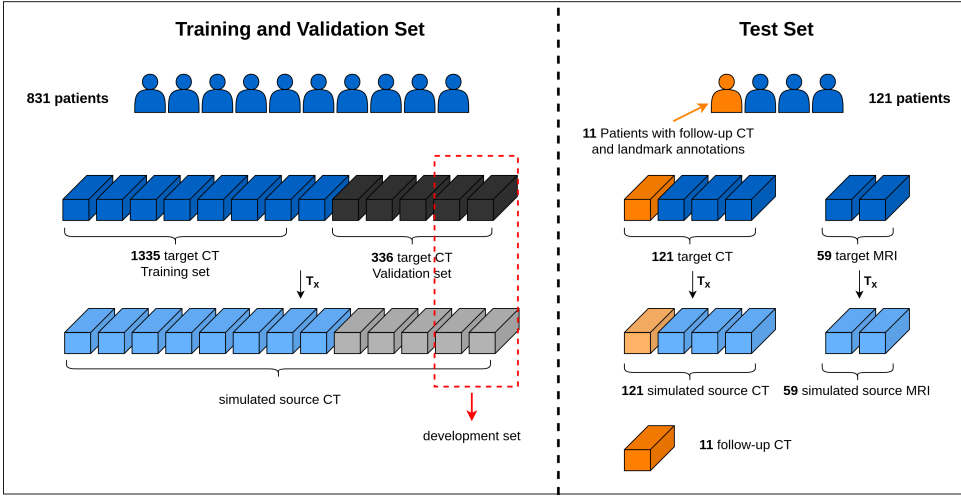 Training and Validation Set
831 patients
1335 target CT
Training set
336 target CT
Validation set
Tx
simulated source CT
development set
Test Set
121 patients
11 Patients with follow-up CT
and landmark annotations
121 target CT
59 target MRI
Tx
Tx
121 simulated source CT
59 simulated source MRI
11 follow-up CT